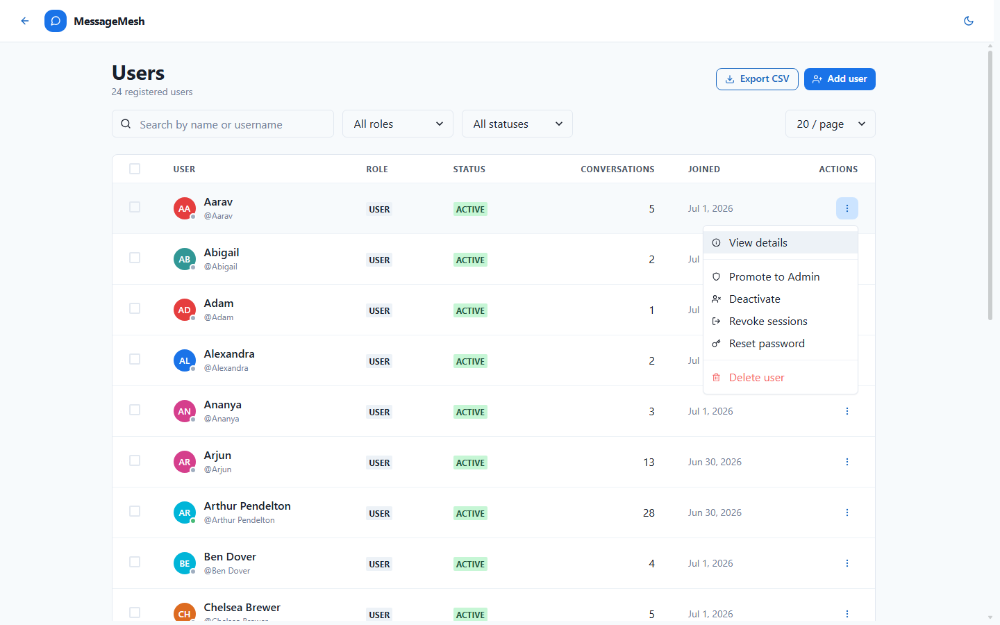 MessageMesh
Users
24 registered users
Export CSV
Add user
Search by name or username
All roles
All statuses
20 / page
USER ROLE STATUS CONVERSATIONS JOINED ACTIONS
AA Aarav USER ACTIVE 5 Jul 1, 2026
@Aarav
View details
AB Abigail USER ACTIVE 2 Jul
@Abigail
Promote to Admin
Deactivate
AD Adam USER ACTIVE 1 Jul
@Adam
Revoke sessions
Reset password
AL Alexandra USER ACTIVE 2 Jul
@Alexandra
Delete user
AN Ananya USER ACTIVE 3 Jul 1, 2026
@Ananya
AR Arjun USER ACTIVE 13 Jun 30, 2026
@Arjun
AR Arthur Pendelton USER ACTIVE 28 Jun 30, 2026
@Arthur Pendelton
BE Ben Dover USER ACTIVE 4 Jul 1, 2026
@Ben Dover
CH Chelsea Brewer USER ACTIVE 5 Jul 1, 2026